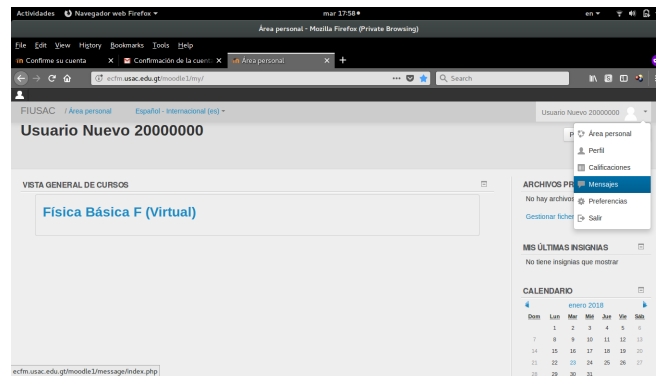 Actividades Navegador web Firefox mar 17:58 en
Área personal - Mozilla Firefox (Private Browsing)
File Edit View History Bookmarks Tools Help
Confirme su cuenta X Confirmación de la cuent X Área personal X +
ecfm.usac.edu.gt/moodle1/my/ Search
FIUSAC / Área personal Español - Internacional (es) Usuario Nuevo 20000000
Usuario Nuevo 20000000
Área personal
Perfil
Calificaciones
Mensajes
Preferencias
Salir
VISTA GENERAL DE CURSOS
Física Básica F (Virtual)
ARCHIVOS PR
No hay archivos
Gestionar ficher
MIS ÚLTIMAS INSIGNIAS
No tiene insignias que mostrar
CALENDARIO
enero 2018
Dom Lun Mar Mié Jue Vie Sáb
1 2 3 4 5 6
7 8 9 10 11 12 13
14 15 16 17 18 19 20
21 22 23 24 25 26 27
28 29 30 31
ecfm.usac.edu.gt/moodle1/message/index.php